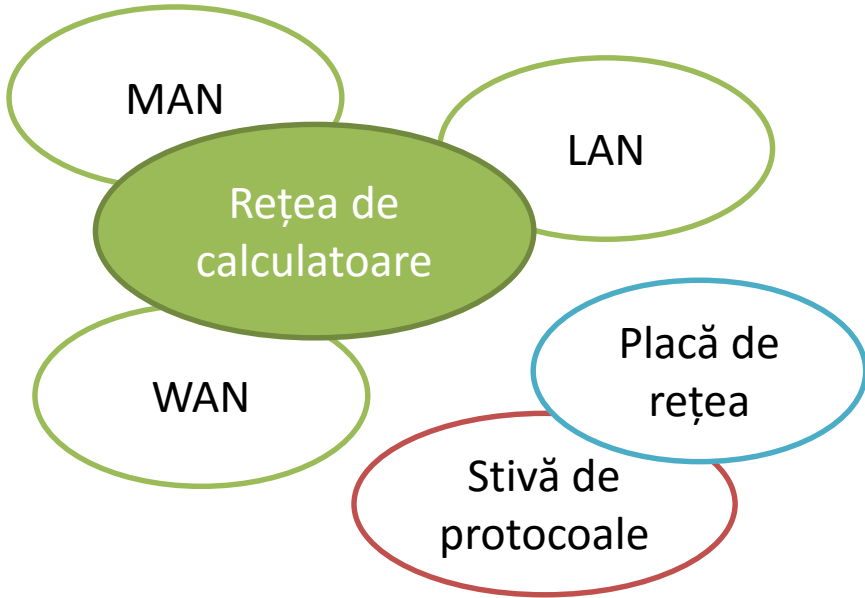 MAN
LAN
Rețea de
calculatoare
Placă de
rețea
WAN
Stivă de
protocoale